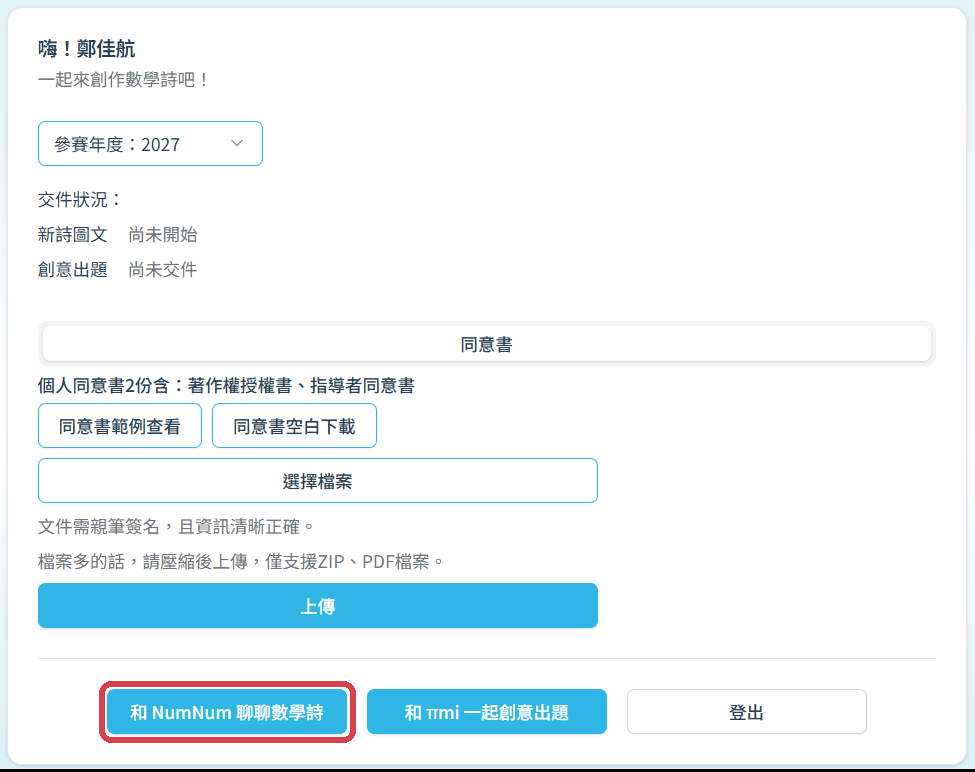 嗨！鄭佳航
一起來創作數學詩吧！
參賽年度：2027
交件狀況：
新詩圖文 尚未開始
創意出題 尚未交件
同意書
個人同意書2份含：著作權授權書、指導者同意書
同意書範例查看 同意書空白下載
選擇檔案
文件需親筆簽名，且資訊清晰正確。
檔案多的話，請壓縮後上傳，僅支援ZIP、PDF檔案。
上傳
和 NumNum 聊聊數學詩 和 πmi 一起創意出題 登出